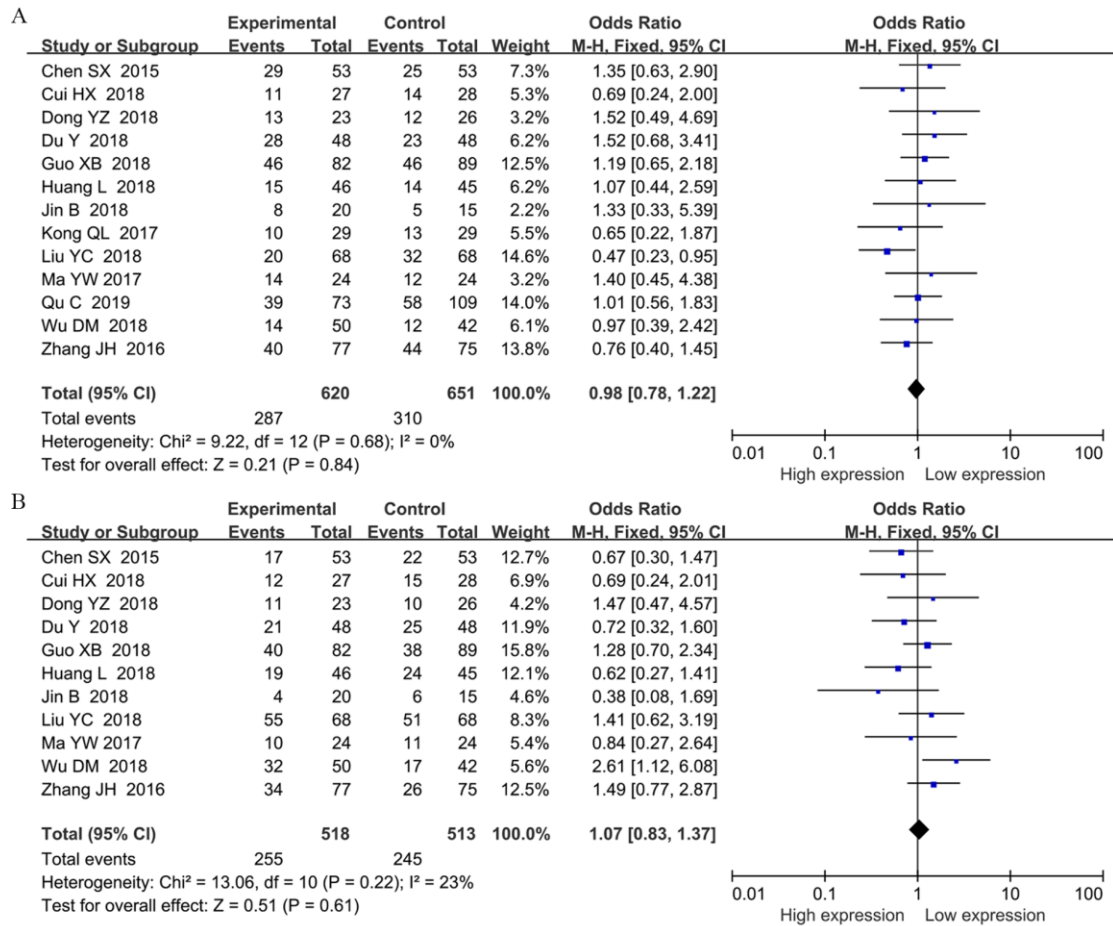 A
Experimental Control Odds Ratio Odds Ratio
Study or Subgroup Events Total Events Total Weight M-H, Fixed, 95% CI M-H, Fixed, 95% CI
Chen SX 2015 29 53 25 53 7.3% 1.35 [0.63, 2.90]
Cui HX 2018 11 27 14 28 5.3% 0.69 [0.24, 2.00]
Dong YZ 2018 13 23 12 26 3.2% 1.52 [0.49, 4.69]
Du Y 2018 28 48 23 48 6.0% 1.52 [0.68, 3.41]
Guo XB 2018 46 82 46 89 12.5% 1.19 [0.65, 2.18]
Huang L 2018 15 46 14 45 6.2% 1.07 [0.44, 2.59]
Jin B 2018 8 20 5 15 2.2% 1.33 [0.33, 5.39]
Kong QL 2017 10 29 13 29 5.4% 0.65 [0.22, 1.87]
Liu YC 2018 20 68 32 68 14.6% 0.47 [0.23, 0.95]
Ma YW 2017 14 24 12 24 3.2% 1.40 [0.45, 4.38]
Qu C 2019 39 73 58 109 14.0% 1.01 [0.56, 1.83]
Wu DM 2018 14 50 12 42 6.1% 0.97 [0.39, 2.42]
Zhang JH 2016 40 77 44 75 13.8% 0.76 [0.40, 1.45]
Total (95% CI) 620 651 100.0% 0.98 [0.78, 1.22]
Total events 287 310
Heterogeneity: Chi² = 9.22, df = 12 (P = 0.68); I² = 0%
Test for overall effect: Z = 0.21 (P = 0.84)
0.01 0.1 1 10 100
High expression Low expression
B
Experimental Control Odds Ratio Odds Ratio
Study or Subgroup Events Total Events Total Weight M-H, Fixed, 95% CI M-H, Fixed, 95% CI
Chen SX 2015 17 53 22 53 12.7% 0.67 [0.30, 1.47]
Cui HX 2018 12 27 15 28 6.9% 0.69 [0.24, 2.01]
Dong YZ 2018 11 23 10 26 4.2% 1.47 [0.47, 4.57]
Du Y 2018 21 48 25 48 11.9% 0.72 [0.32, 1.60]
Guo XB 2018 40 82 38 89 15.8% 1.28 [0.70, 2.34]
Huang L 2018 19 46 24 45 12.1% 0.62 [0.27, 1.41]
Jin B 2018 4 20 6 15 4.6% 0.38 [0.08, 1.69]
Liu YC 2018 55 68 51 68 8.3% 1.41 [0.62, 3.19]
Ma YW 2017 10 24 11 24 5.4% 0.84 [0.27, 2.64]
Wu DM 2018 32 50 17 42 5.6% 2.61 [1.12, 6.08]
Zhang JH 2016 34 77 26 75 12.5% 1.49 [0.77, 2.87]
Total (95% CI) 518 513 100.0% 1.07 [0.83, 1.37]
Total events 255 245
Heterogeneity: Chi² = 13.06, df = 10 (P = 0.22); I² = 23%
Test for overall effect: Z = 0.51 (P = 0.61)
0.01 0.1 1 10 100
High expression Low expression